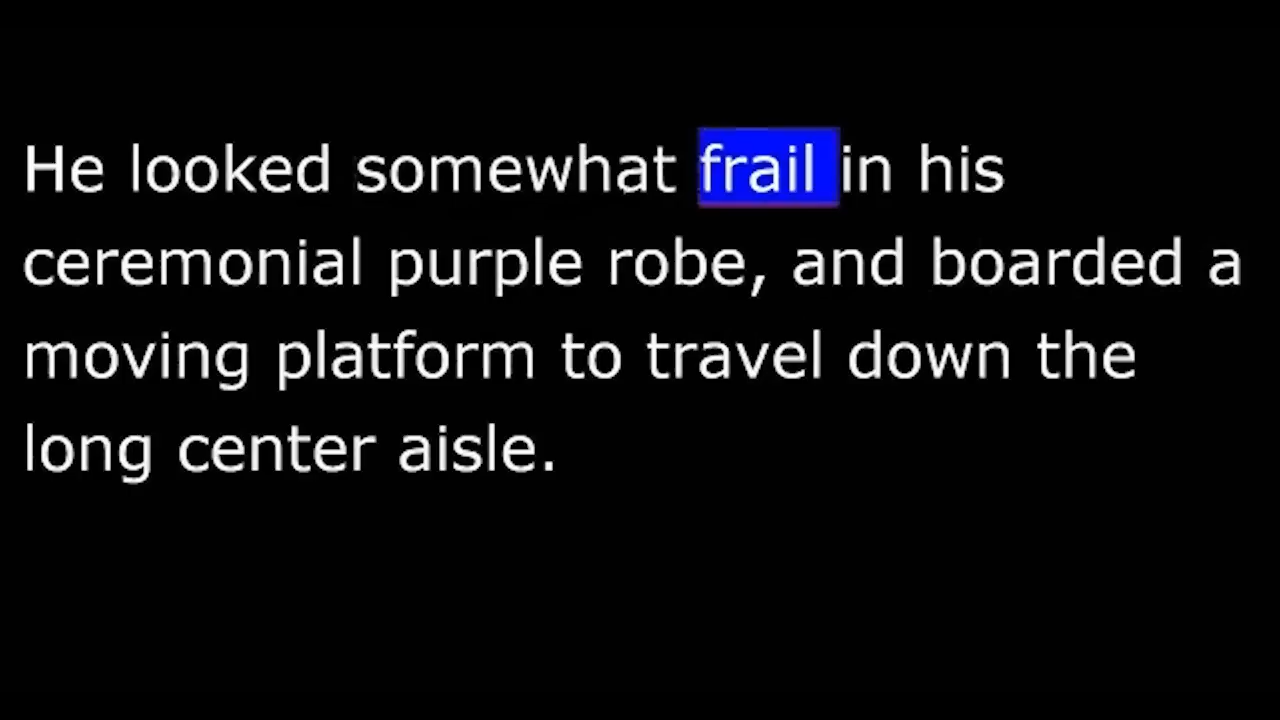 He looked somewhat frail in his
ceremonial purple robe, and boarded a
moving platform to travel down the
long center aisle.